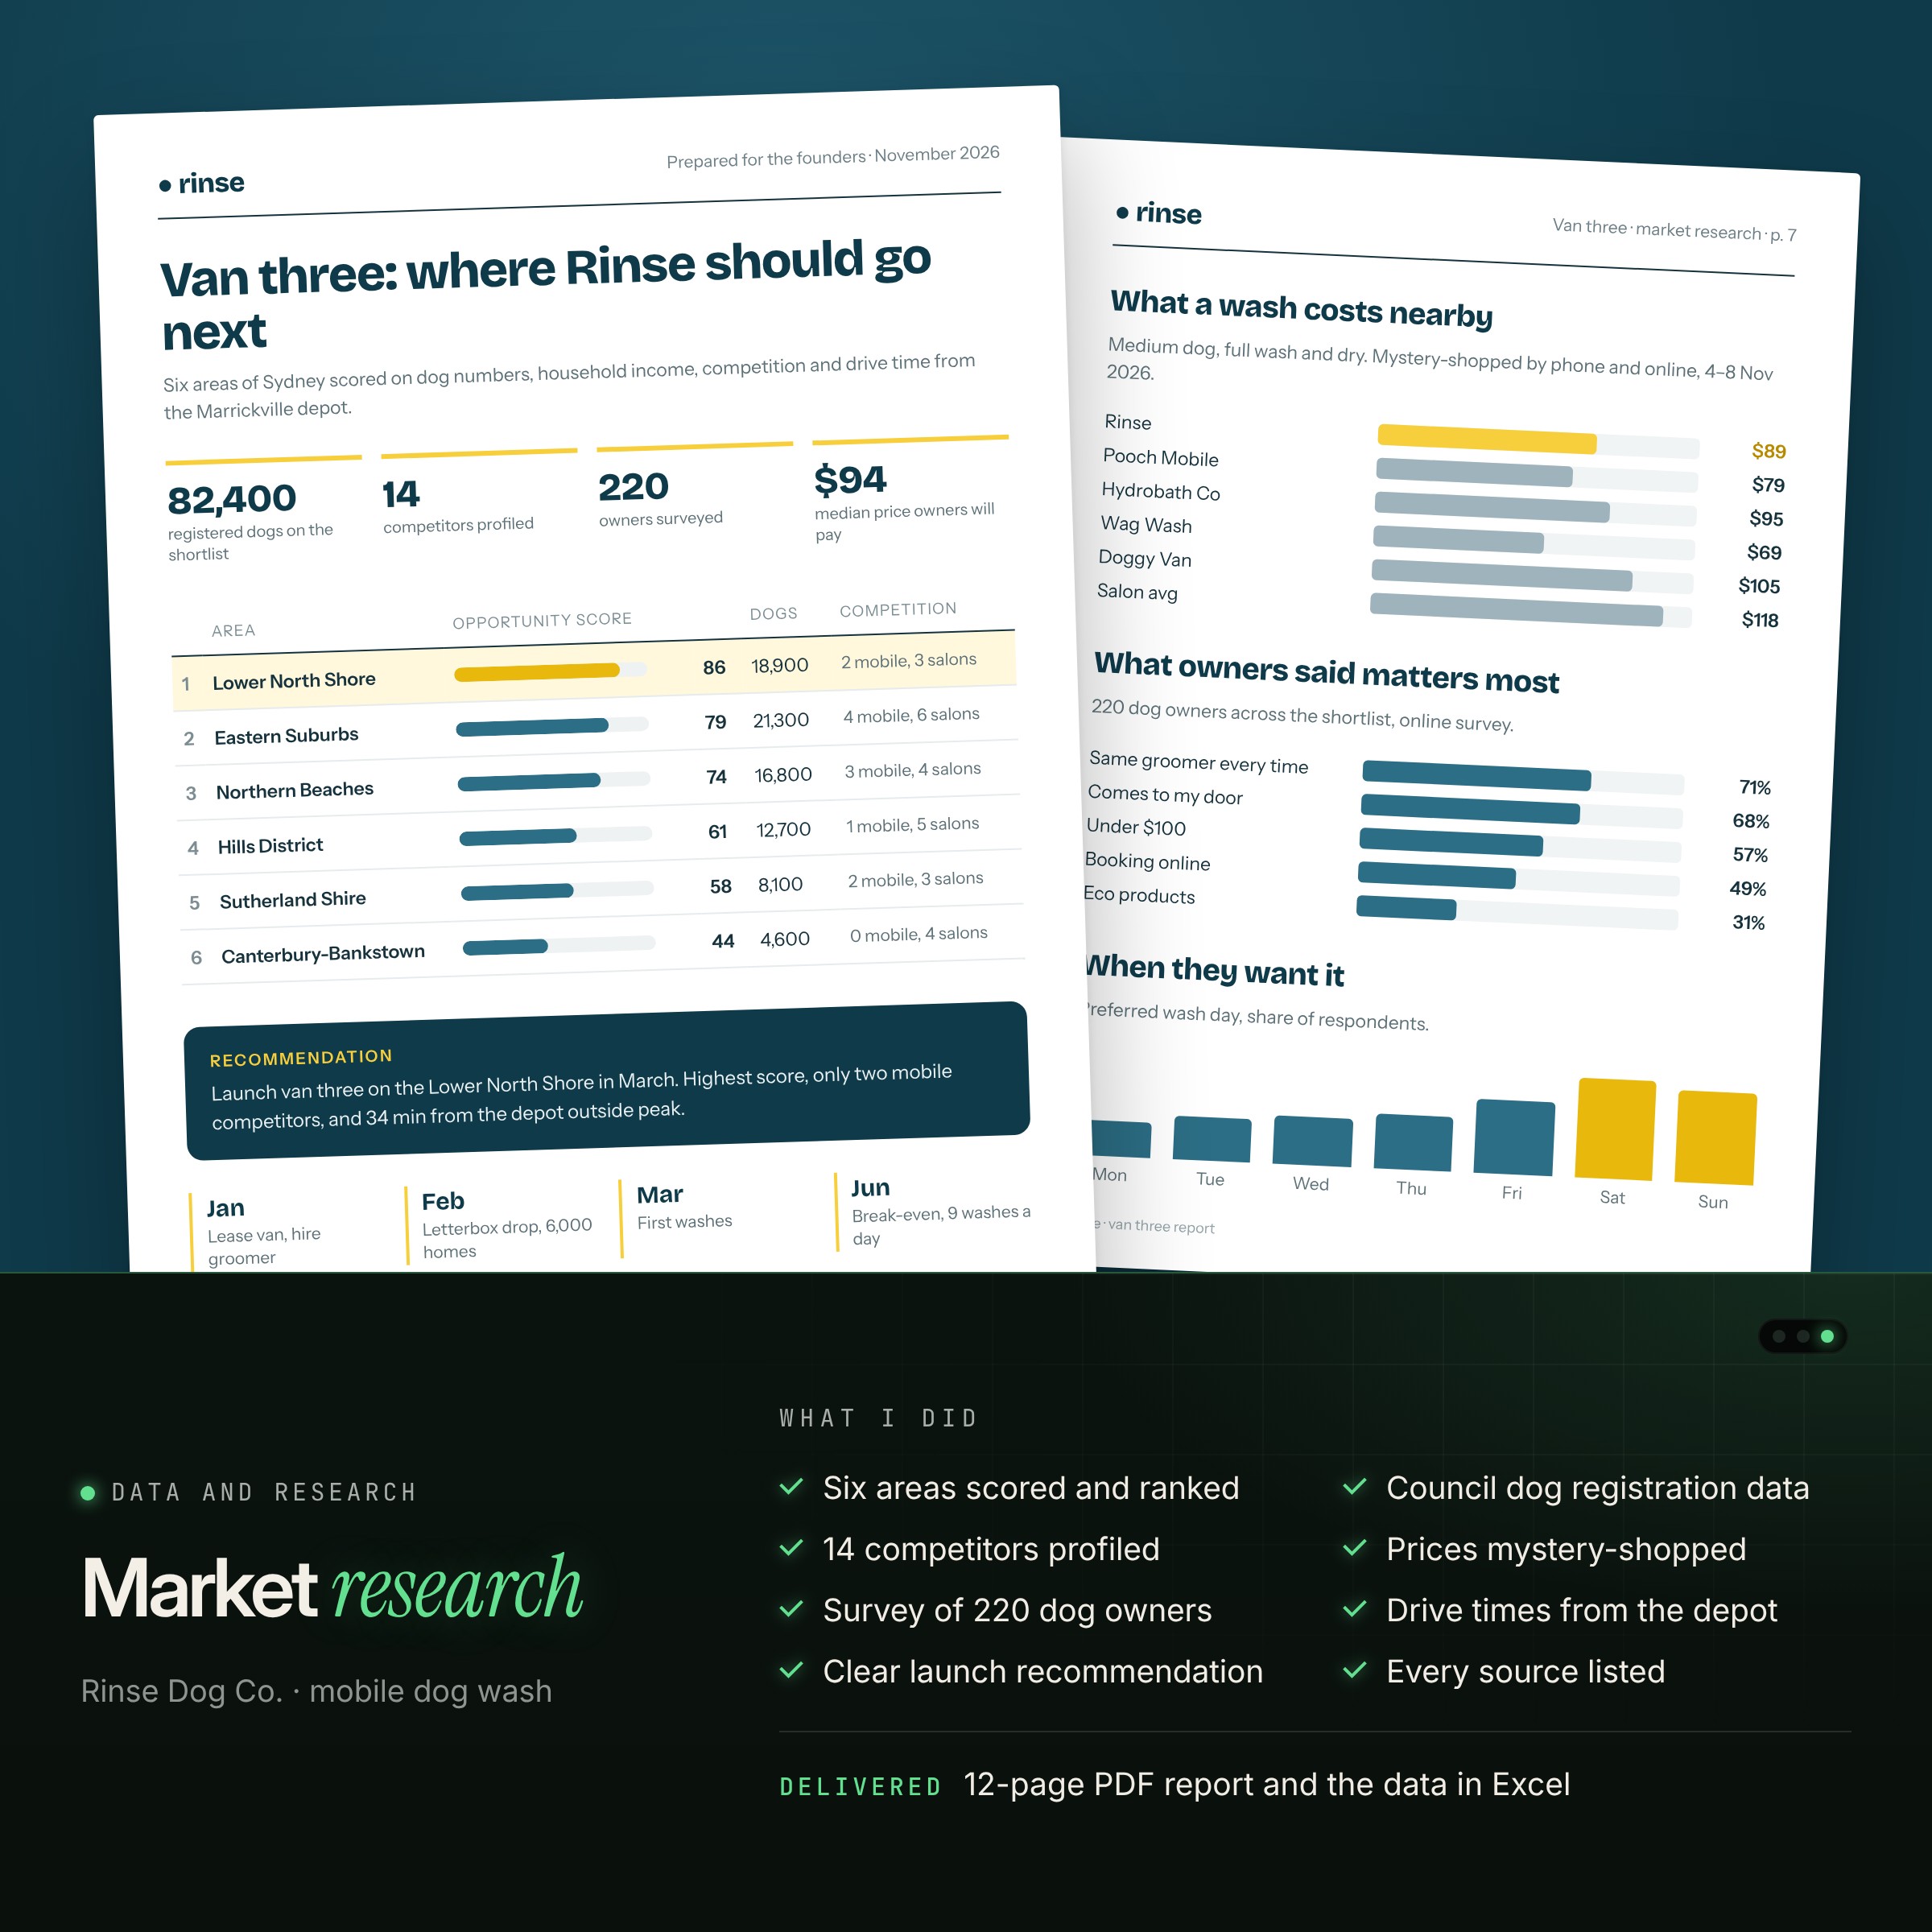 rinse
Prepared for the founders · November 2026
Van three: where Rinse should go
next
Six areas of Sydney scored on dog numbers, household income, competition and drive time from
the Marrickville depot.
82,400
registered dogs on the
shortlist
14
competitors profiled
220
owners surveyed
$94
median price owners will
pay
AREA OPPORTUNITY SCORE DOGS COMPETITION
1 Lower North Shore 86 18,900 2 mobile, 3 salons
2 Eastern Suburbs 79 21,300 4 mobile, 6 salons
3 Northern Beaches 74 16,800 3 mobile, 4 salons
4 Hills District 61 12,700 1 mobile, 5 salons
5 Sutherland Shire 58 8,100 2 mobile, 3 salons
6 Canterbury-Bankstown 44 4,600 0 mobile, 4 salons
RECOMMENDATION
Launch van three on the Lower North Shore in March. Highest score, only two mobile
competitors, and 34 min from the depot outside peak.
Jan
Lease van, hire
groomer
Feb
Letterbox drop, 6,000
homes
Mar
First washes
Jun
Break-even, 9 washes a
day
rinse
Van three · market research · p. 7
What a wash costs nearby
Medium dog, full wash and dry. Mystery-shopped by phone and online, 4–8 Nov
2026.
Rinse $89
Pooch Mobile $79
Hydrobath Co $95
Wag Wash $69
Doggy Van $105
Salon avg $118
What owners said matters most
220 dog owners across the shortlist, online survey.
Same groomer every time 71%
Comes to my door 68%
Under $100 57%
Booking online 49%
Eco products 31%
When they want it
Preferred wash day, share of respondents.
Mon Tue Wed Thu Fri Sat Sun
· van three report
WHAT I DID
DATA AND RESEARCH
Market research
Rinse Dog Co. · mobile dog wash
✓ Six areas scored and ranked
✓ 14 competitors profiled
✓ Survey of 220 dog owners
✓ Clear launch recommendation
✓ Council dog registration data
✓ Prices mystery-shopped
✓ Drive times from the depot
✓ Every source listed
DELIVERED 12-page PDF report and the data in Excel